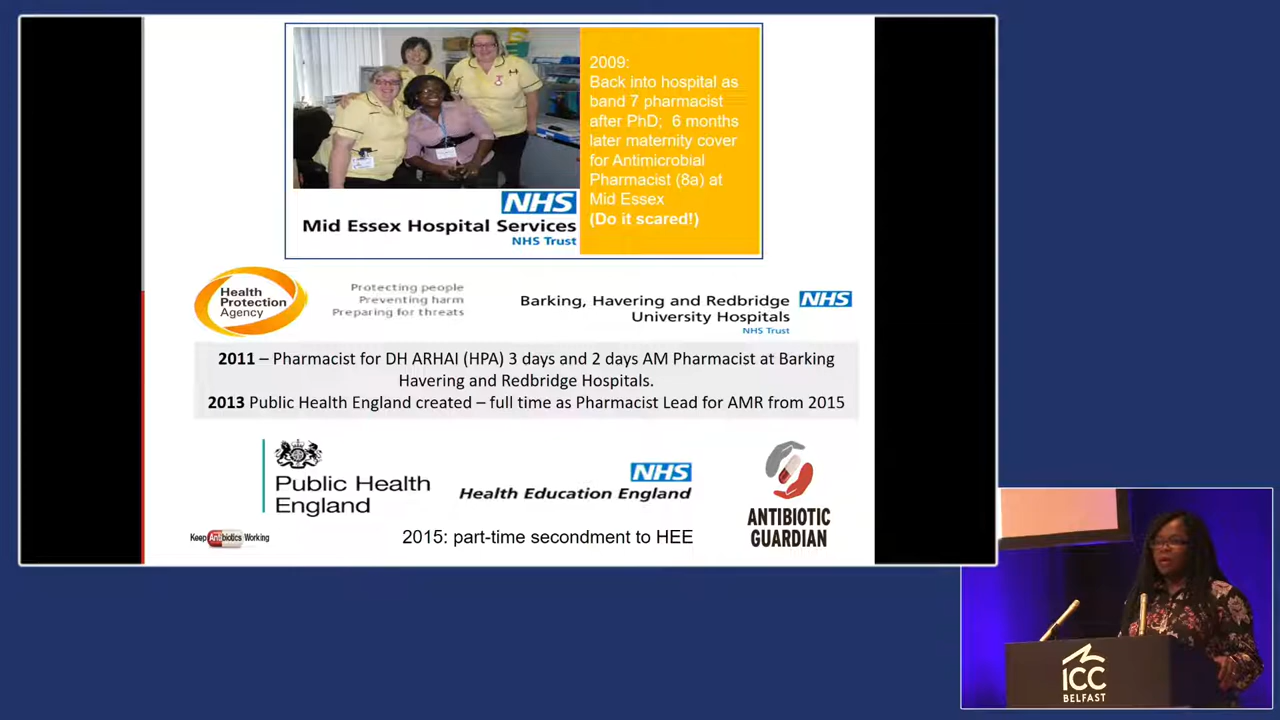 2009:
Back into hospital as
band 7 pharmacist
after PhD; 6 months
later maternity cover
for Antimicrobial
Pharmacist (8a) at
Mid Essex
(Do it scared!)
NHS
Mid Essex Hospital Services
NHS Trust
Health
Protection
Agency
Protecting people
Preventing harm
Preparing for threats
Barking, Havering and Redbridge NHS
University Hospitals
NHS Trust
2011 – Pharmacist for DH ARHAI (HPA) 3 days and 2 days AM Pharmacist at Barking
Havering and Redbridge Hospitals.
2013 Public Health England created – full time as Pharmacist Lead for AMR from 2015
Public Health
England
NHS
Health Education England
ANTIBIOTIC
GUARDIAN
Keep Antibiotics Working
2015: part-time secondment to HEE
ICC
BELFAST